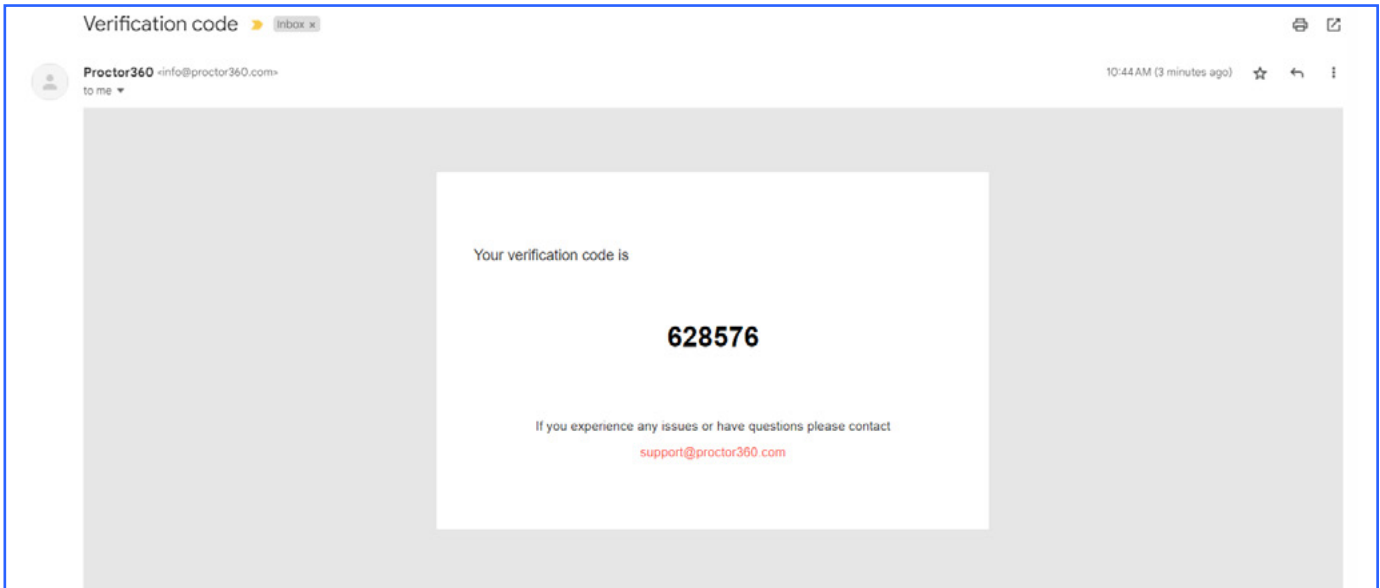 Verification code Inbox x
Proctor360 <info@proctor360.com> 10:44 AM (3 minutes ago)
to me
Your verification code is
628576
If you experience any issues or have questions please contact
support@proctor360.com